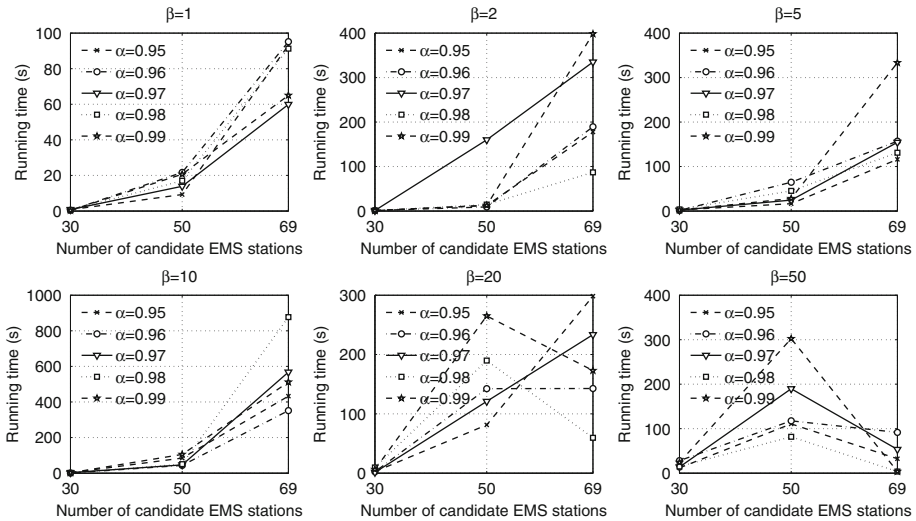 β=1
Running time (s)
100
80
60
40
20
0
α=0.95
α=0.96
α=0.97
α=0.98
α=0.99
30
50
69
Number of candidate EMS stations
β=2
Running time (s)
400
300
200
100
0
α=0.95
α=0.96
α=0.97
α=0.98
α=0.99
30
50
69
Number of candidate EMS stations
β=5
Running time (s)
400
300
200
100
0
α=0.95
α=0.96
α=0.97
α=0.98
α=0.99
30
50
69
Number of candidate EMS stations
β=10
Running time (s)
1000
800
600
400
200
0
α=0.95
α=0.96
α=0.97
α=0.98
α=0.99
30
50
69
Number of candidate EMS stations
β=20
Running time (s)
300
200
100
0
α=0.95
α=0.96
α=0.97
α=0.98
α=0.99
30
50
69
Number of candidate EMS stations
β=50
Running time (s)
400
300
200
100
0
α=0.95
α=0.96
α=0.97
α=0.98
α=0.99
30
50
69
Number of candidate EMS stations